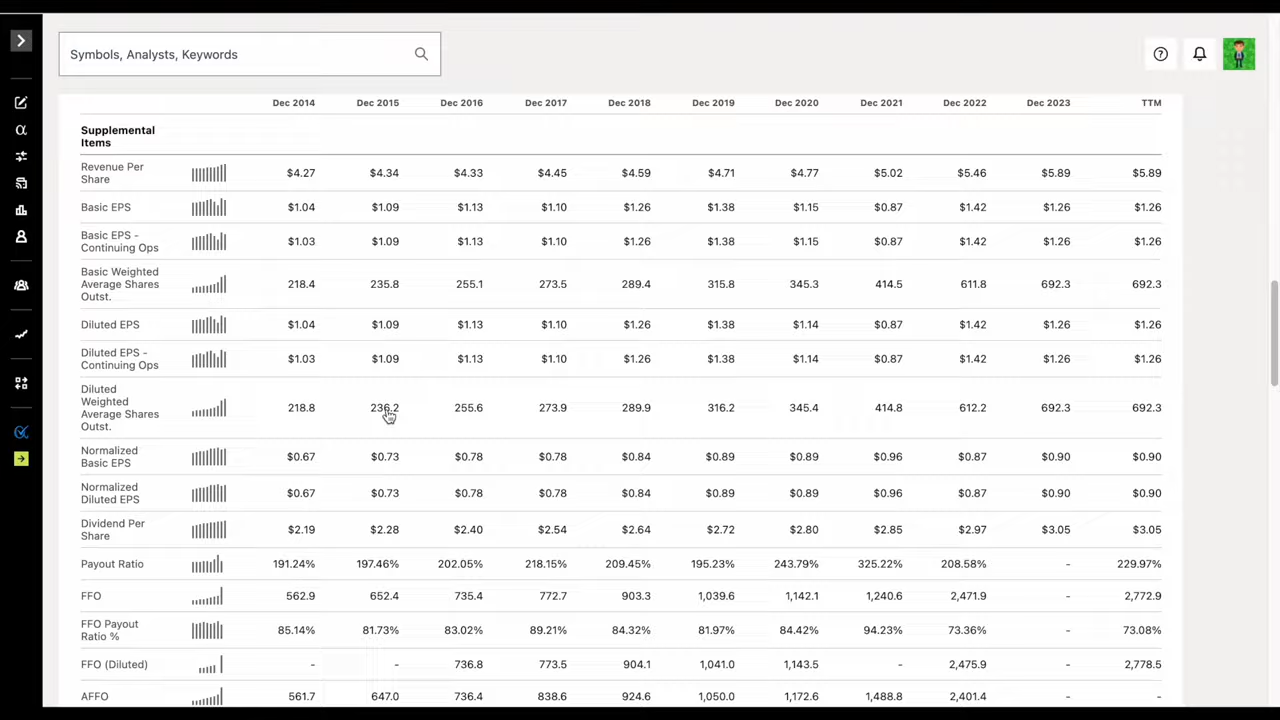 Symbols, Analysts, Keywords
Dec 2014 Dec 2015 Dec 2016 Dec 2017 Dec 2018 Dec 2019 Dec 2020 Dec 2021 Dec 2022 Dec 2023 TTM
Supplemental
Items
Revenue Per
Share $4.27 $4.34 $4.33 $4.45 $4.59 $4.71 $4.77 $5.02 $5.46 $5.89 $5.89
Basic EPS $1.04 $1.09 $1.13 $1.10 $1.26 $1.38 $1.15 $0.87 $1.42 $1.26 $1.26
Basic EPS -
Continuing Ops $1.03 $1.09 $1.13 $1.10 $1.26 $1.38 $1.15 $0.87 $1.42 $1.26 $1.26
Basic Weighted
Average Shares 218.4 235.8 255.1 273.5 289.4 315.8 345.3 414.5 611.8 692.3 692.3
Outst.
Diluted EPS $1.04 $1.09 $1.13 $1.10 $1.26 $1.38 $1.14 $0.87 $1.42 $1.26 $1.26
Diluted EPS -
Continuing Ops $1.03 $1.09 $1.13 $1.10 $1.26 $1.38 $1.14 $0.87 $1.42 $1.26 $1.26
Diluted
Weighted
Average Shares 218.8 236.2 255.6 273.9 289.9 316.2 345.4 414.8 612.2 692.3 692.3
Outst.
Normalized
Basic EPS $0.67 $0.73 $0.78 $0.78 $0.84 $0.89 $0.89 $0.96 $0.87 $0.90 $0.90
Normalized
Diluted EPS $0.67 $0.73 $0.78 $0.78 $0.84 $0.89 $0.89 $0.96 $0.87 $0.90 $0.90
Dividend Per
Share $2.19 $2.28 $2.40 $2.54 $2.64 $2.72 $2.80 $2.85 $2.97 $3.05 $3.05
Payout Ratio 191.24% 197.46% 202.05% 218.15% 209.45% 195.23% 243.79% 325.22% 208.58% - 229.97%
FFO 562.9 652.4 735.4 772.7 903.3 1,039.6 1,142.1 1,240.6 2,471.9 - 2,772.9
FFO Payout
Ratio % 85.14% 81.73% 83.02% 89.21% 84.32% 81.97% 84.42% 94.23% 73.36% - 73.08%
FFO (Diluted) - - 736.8 773.5 904.1 1,041.0 1,143.5 - 2,475.9 - 2,778.5
AFFO 561.7 647.0 736.4 838.6 924.6 1,050.0 1,172.6 1,488.8 2,401.4 - -